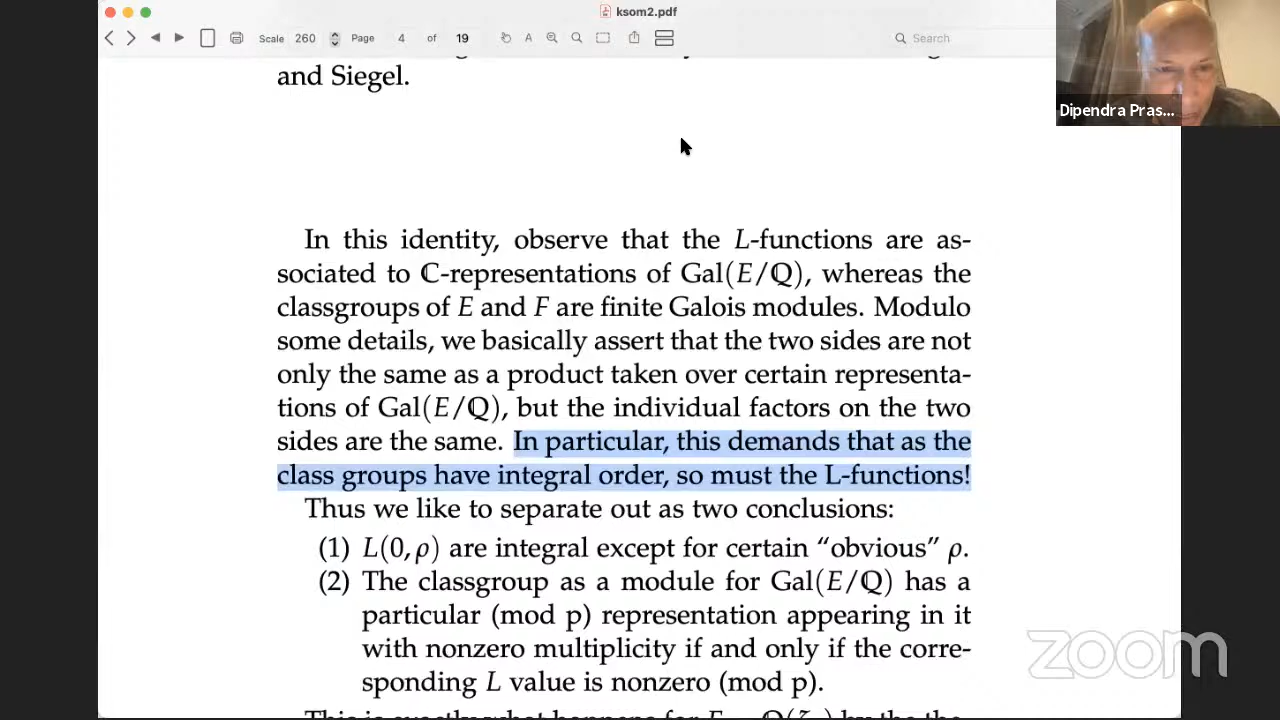 ksom2.pdf
Scale 260 Page 4 of 19 A Search
and Siegel.
Dipendra Pras...
In this identity, observe that the L-functions are as-
sociated to ℂ-representations of Gal(E/ℚ), whereas the
classgroups of E and F are finite Galois modules. Modulo
some details, we basically assert that the two sides are not
only the same as a product taken over certain representa-
tions of Gal(E/ℚ), but the individual factors on the two
sides are the same. In particular, this demands that as the
class groups have integral order, so must the L-functions!
Thus we like to separate out as two conclusions:
(1) L(0, ρ) are integral except for certain “obvious” ρ.
(2) The classgroup as a module for Gal(E/ℚ) has a
particular (mod p) representation appearing in it
with nonzero multiplicity if and only if the corre-
sponding L value is nonzero (mod p).
zoom